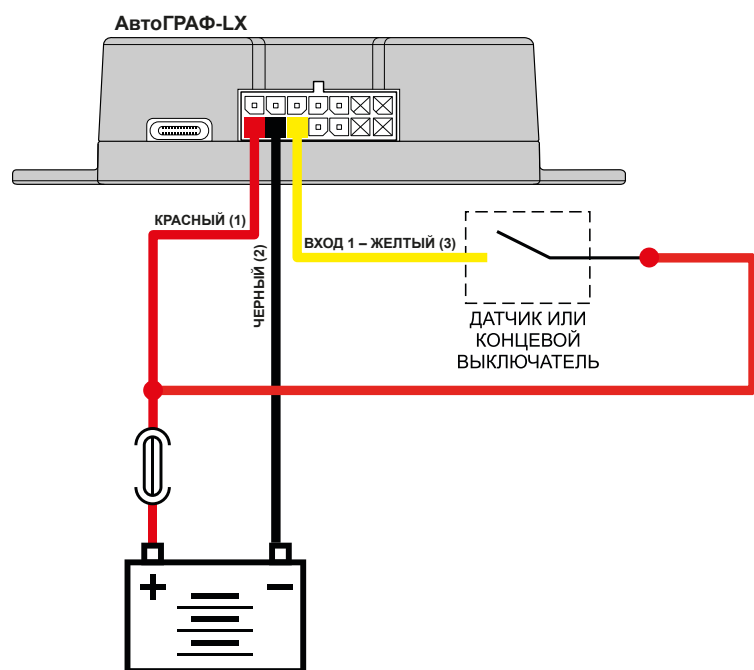 АвтоГРАФ-LX
КРАСНЫЙ (1)
ВХОД 1 – ЖЕЛТЫЙ (3)
ЧЕРНЫЙ (2)
ДАТЧИК ИЛИ
КОНЦЕВОЙ
ВЫКЛЮЧАТЕЛЬ
+
−